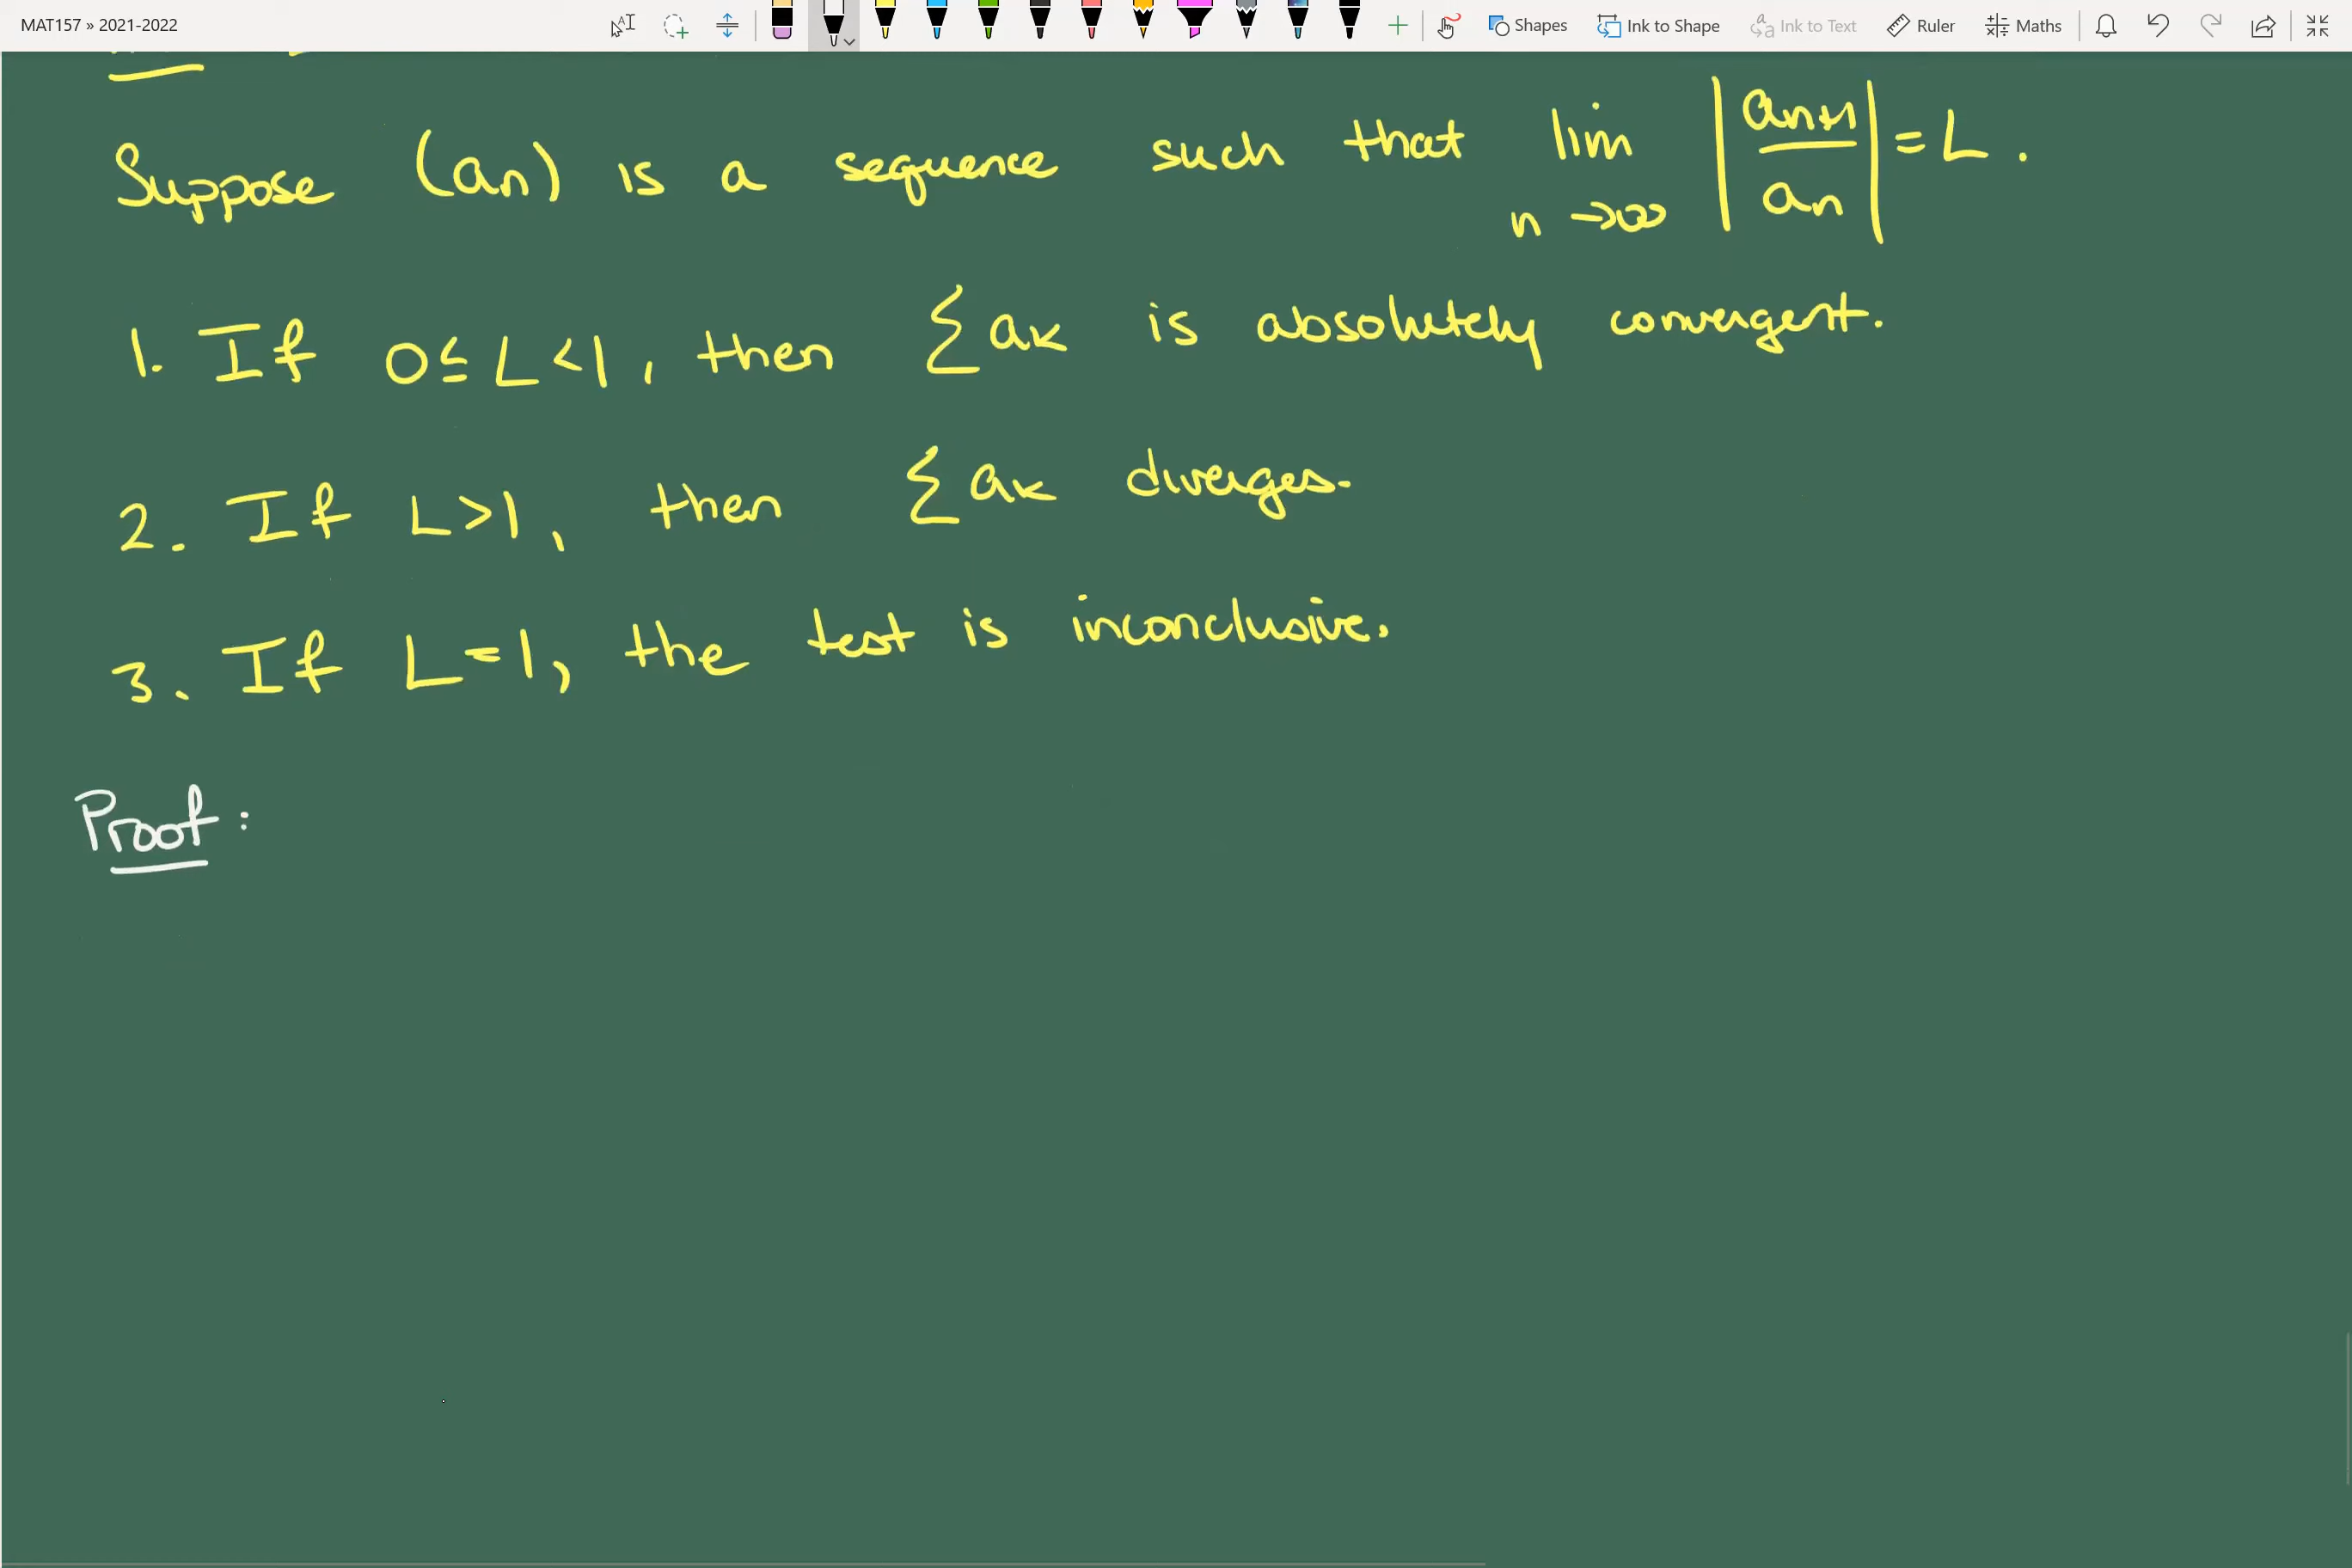 MAT157 » 2021-2022
Shapes Ink to Shape Ink to Text Ruler Maths
Suppose (an) is a sequence such that lim n→∞ |an+1/an| = L.
1. If 0≤L<1, then Σak is absolutely convergent.
2. If L>1, then Σak diverges.
3. If L=1, the test is inconclusive.
Proof: